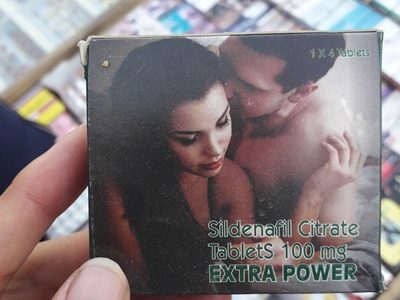 1 X 4 Tablets
Sildenafil Citrate
TabletS 100 mg
EXTRA POWER